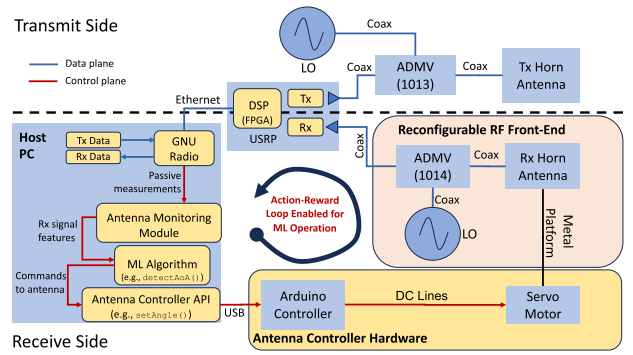 Transmit Side
Data plane
Control plane
Coax
LO
Coax
ADMV
(1013)
Coax
Tx Horn
Antenna
Ethernet
DSP
(FPGA)
Tx
Rx
USRP
Host
PC
Tx Data
Rx Data
GNU
Radio
Passive
measurements
Coax
Reconfigurable RF Front-End
ADMV
(1014)
Coax
Rx Horn
Antenna
Coax
LO
Metal
Platform
Action-Reward
Loop Enabled for
ML Operation
Antenna Monitoring
Module
Rx signal
features
ML Algorithm
(e.g., detectAoA())
Commands
to antenna
Antenna Controller API
(e.g., setAngle())
USB
Arduino
Controller
DC Lines
Servo
Motor
Antenna Controller Hardware
Receive Side